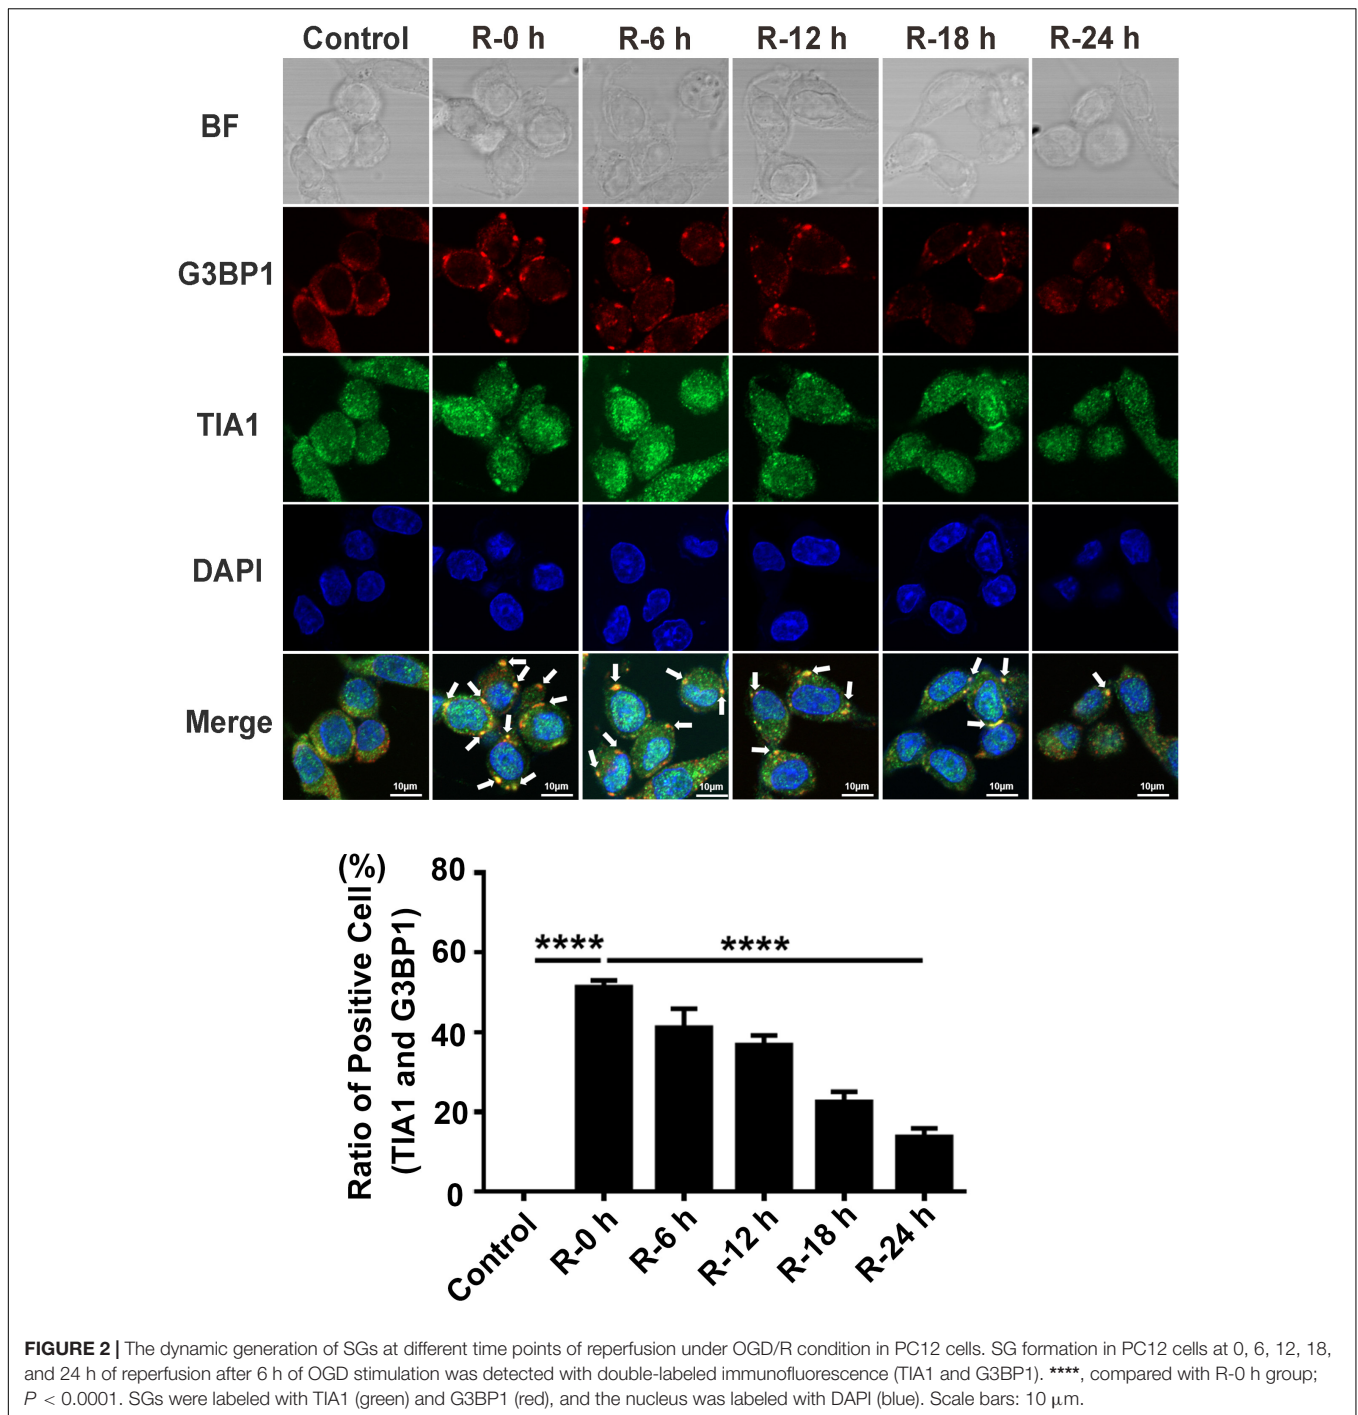 Control R-0 h R-6 h R-12 h R-18 h R-24 h
BF
G3BP1
TIA1
DAPI
Merge
10μm 10μm 10μm 10μm 10μm 10μm
(%)
Ratio of Positive Cell
(TIA1 and G3BP1)
80
60
40
20
0
**** ****
Control R-0 h R-6 h R-12 h R-18 h R-24 h
FIGURE 2 | The dynamic generation of SGs at different time points of reperfusion under OGD/R condition in PC12 cells. SG formation in PC12 cells at 0, 6, 12, 18,
and 24 h of reperfusion after 6 h of OGD stimulation was detected with double-labeled immunofluorescence (TIA1 and G3BP1). ****, compared with R-0 h group;
P < 0.0001. SGs were labeled with TIA1 (green) and G3BP1 (red), and the nucleus was labeled with DAPI (blue). Scale bars: 10 μm.